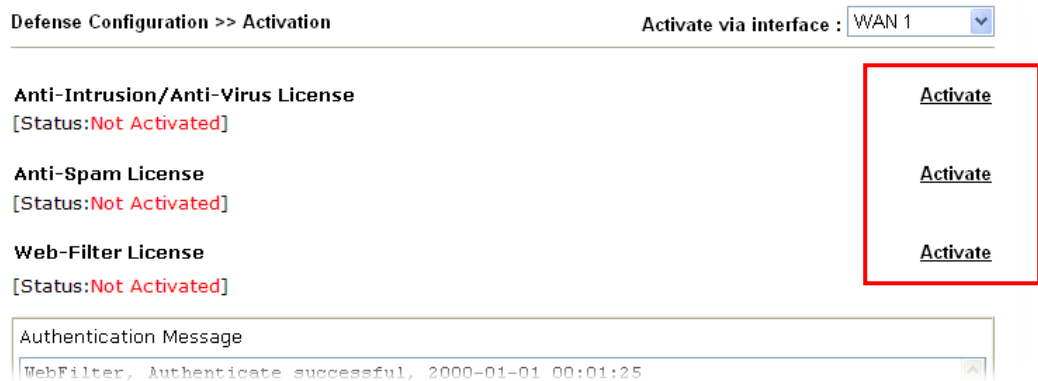 Defense Configuration >> Activation Activate via interface : WAN 1
Anti-Intrusion/Anti-Virus License Activate
[Status:Not Activated]
Anti-Spam License Activate
[Status:Not Activated]
Web-Filter License Activate
[Status:Not Activated]
Authentication Message
WebFilter, Authenticate successful, 2000-01-01 00:01:25